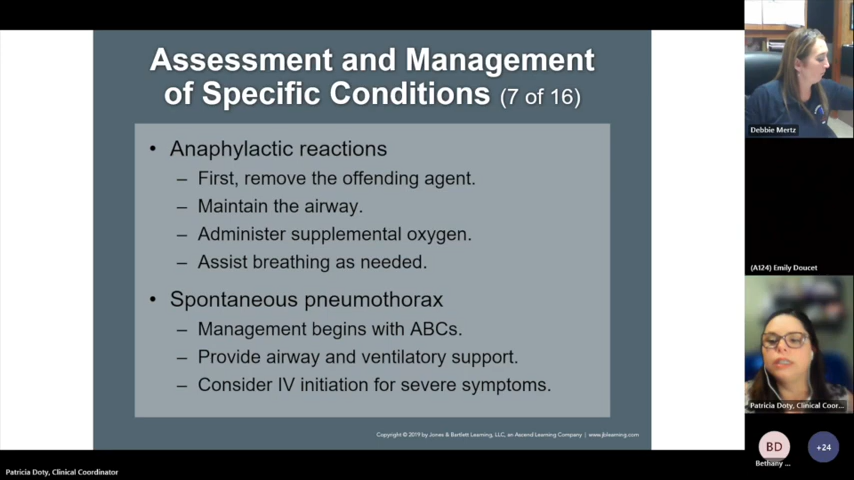 Assessment and Management
of Specific Conditions (7 of 16)
• Anaphylactic reactions
– First, remove the offending agent.
– Maintain the airway.
– Administer supplemental oxygen.
– Assist breathing as needed.
• Spontaneous pneumothorax
– Management begins with ABCs.
– Provide airway and ventilatory support.
– Consider IV initiation for severe symptoms.
Copyright © 2019 by Jones & Bartlett Learning, LLC, an Ascend Learning Company | www.jblearning.com
Debbie Mertz
(A124) Emily Doucet
Patricia Doty, Clinical Coor...
BD
+24
Bethany ...
Patricia Doty, Clinical Coordinator